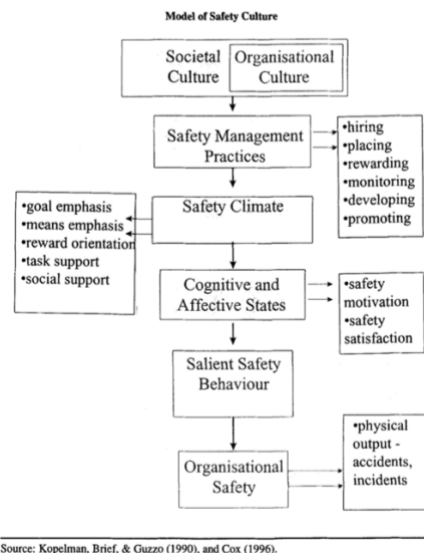 Model of Safety Culture
Societal
Culture
Organisational
Culture
Safety Management
Practices
•hiring
•placing
•rewarding
•monitoring
•developing
•promoting
Safety Climate
•goal emphasis
•means emphasis
•reward orientation
•task support
•social support
Cognitive and
Affective States
•safety
motivation
•safety
satisfaction
Salient Safety
Behaviour
•physical
output -
accidents,
incidents
Organisational
Safety
Source: Kopelman, Brief, & Guzzo (1990), and Cox (1996).